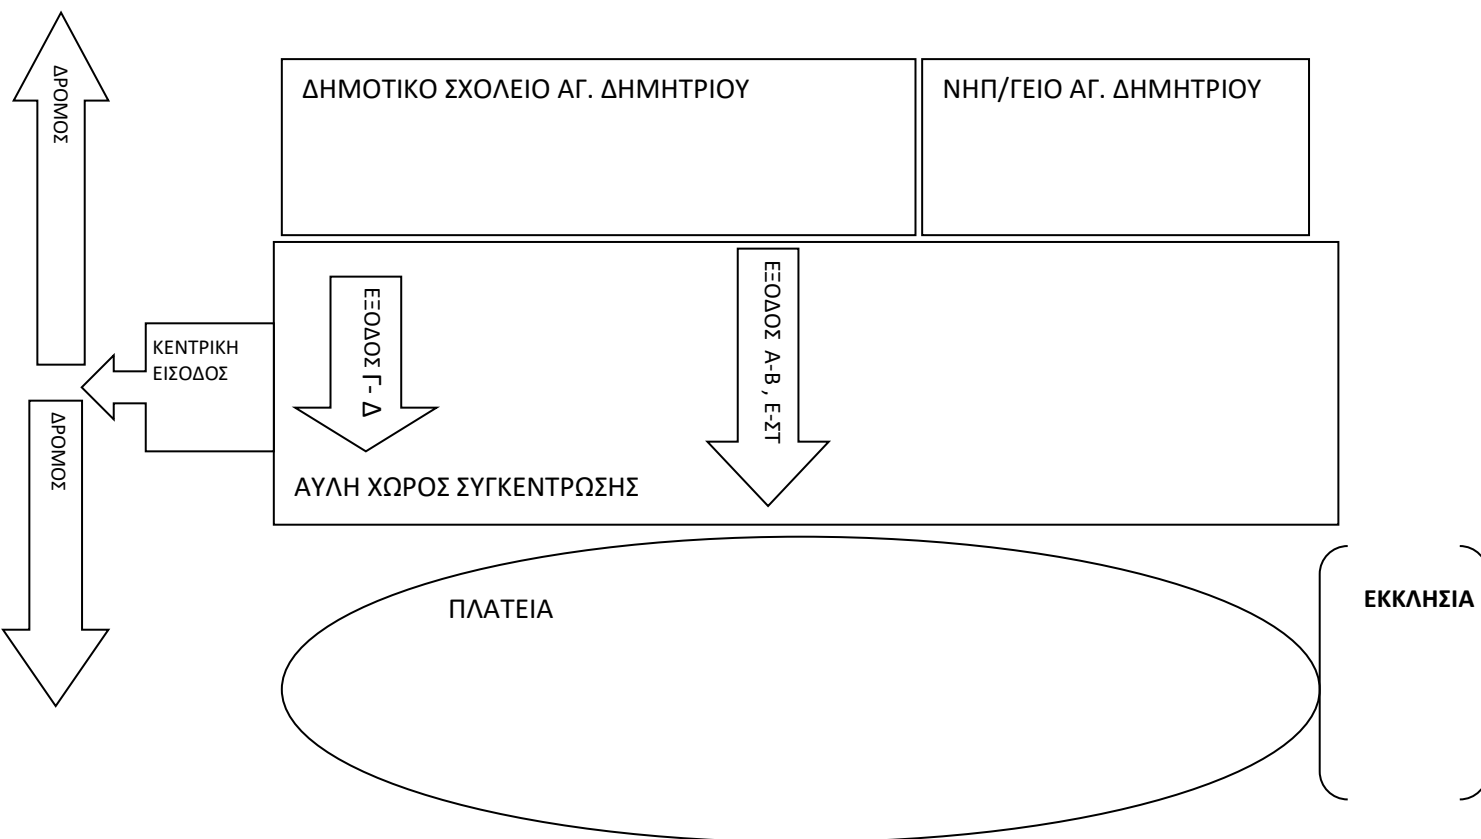 ΔΡΟΜΟΣ
ΔΗΜΟΤΙΚΟ ΣΧΟΛΕΙΟ ΑΓ. ΔΗΜΗΤΡΙΟΥ
ΝΗΠ/ΓΕΙΟ ΑΓ. ΔΗΜΗΤΡΙΟΥ
ΚΕΝΤΡΙΚΗ
ΕΙΣΟΔΟΣ
ΕΞΟΔΟΣ Γ- Δ
ΕΞΟΔΟΣ Α-Β , Ε-ΣΤ
ΔΡΟΜΟΣ
ΑΥΛΗ ΧΩΡΟΣ ΣΥΓΚΕΝΤΡΩΣΗΣ
ΠΛΑΤΕΙΑ
ΕΚΚΛΗΣΙΑ